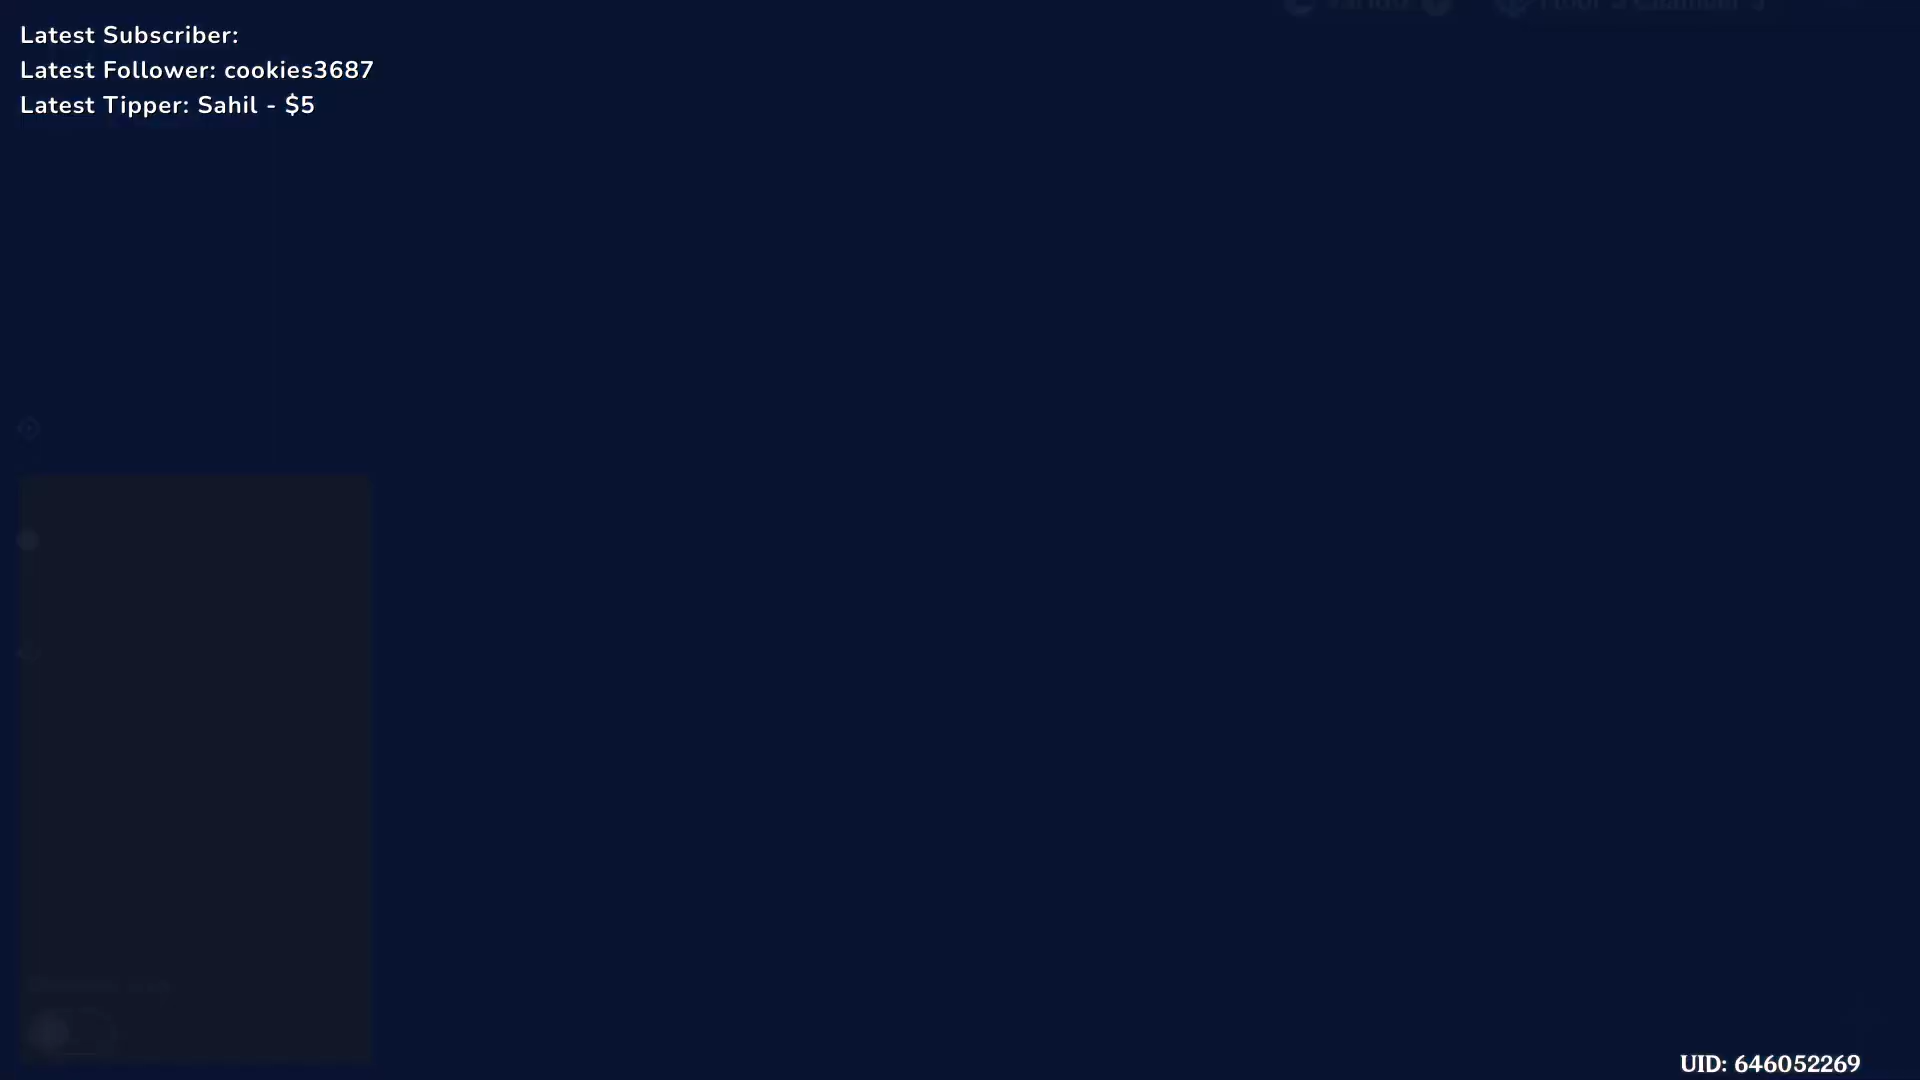 Latest Subscriber:
Latest Follower: cookies3687
Latest Tipper: Sahil - $5
UID: 646052269